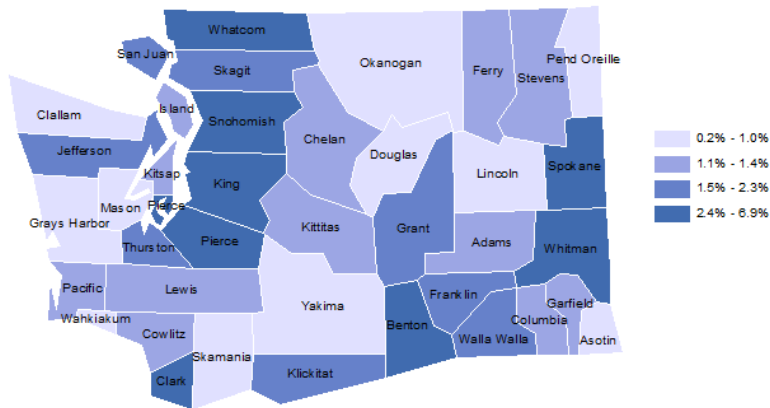 Whatcom
San Juan
Okanogan
Ferry
Pend Oreille
Skagit
Stevens
Clallam
Island
Snohomish
Chelan
Jefferson
Douglas
Lincoln
Spokane
Kitsap
King
Mason
Pierce
Grays Harbor
Kittitas
Grant
Adams
Thurston
Pierce
Whitman
Pacific
Lewis
Yakima
Franklin
Garfield
Wahkiakum
Columbia
Cowlitz
Benton
Walla Walla
Asotin
Skamania
Clark
Klickitat
0.2% - 1.0%
1.1% - 1.4%
1.5% - 2.3%
2.4% - 6.9%